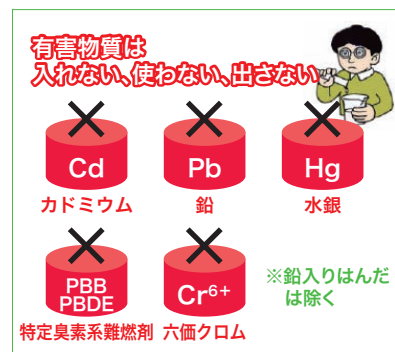 有害物質は
入れない、使わない、出さない
Cd
Pb
Hg
カドミウム
鉛
水銀
PBB
PBDE
Cr6+
特定臭素系難燃剤
六価クロム
※鉛入りはんだ
は除く